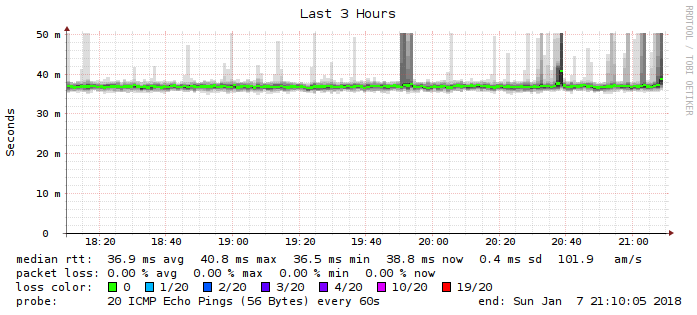 Last 3 Hours
RRDTOOL / TOBI OETIKER
Seconds
50 m
40 m
30 m
20 m
10 m
0
18:20 18:40 19:00 19:20 19:40 20:00 20:20 20:40 21:00
median rtt: 36.9 ms avg 40.8 ms max 36.5 ms min 38.8 ms now 0.4 ms sd 101.9 am/s
packet loss: 0.00 % avg 0.00 % max 0.00 % min 0.00 % now
loss color: 0 1/20 2/20 3/20 4/20 10/20 19/20
probe: 20 ICMP Echo Pings (56 Bytes) every 60s end: Sun Jan 7 21:10:05 2018